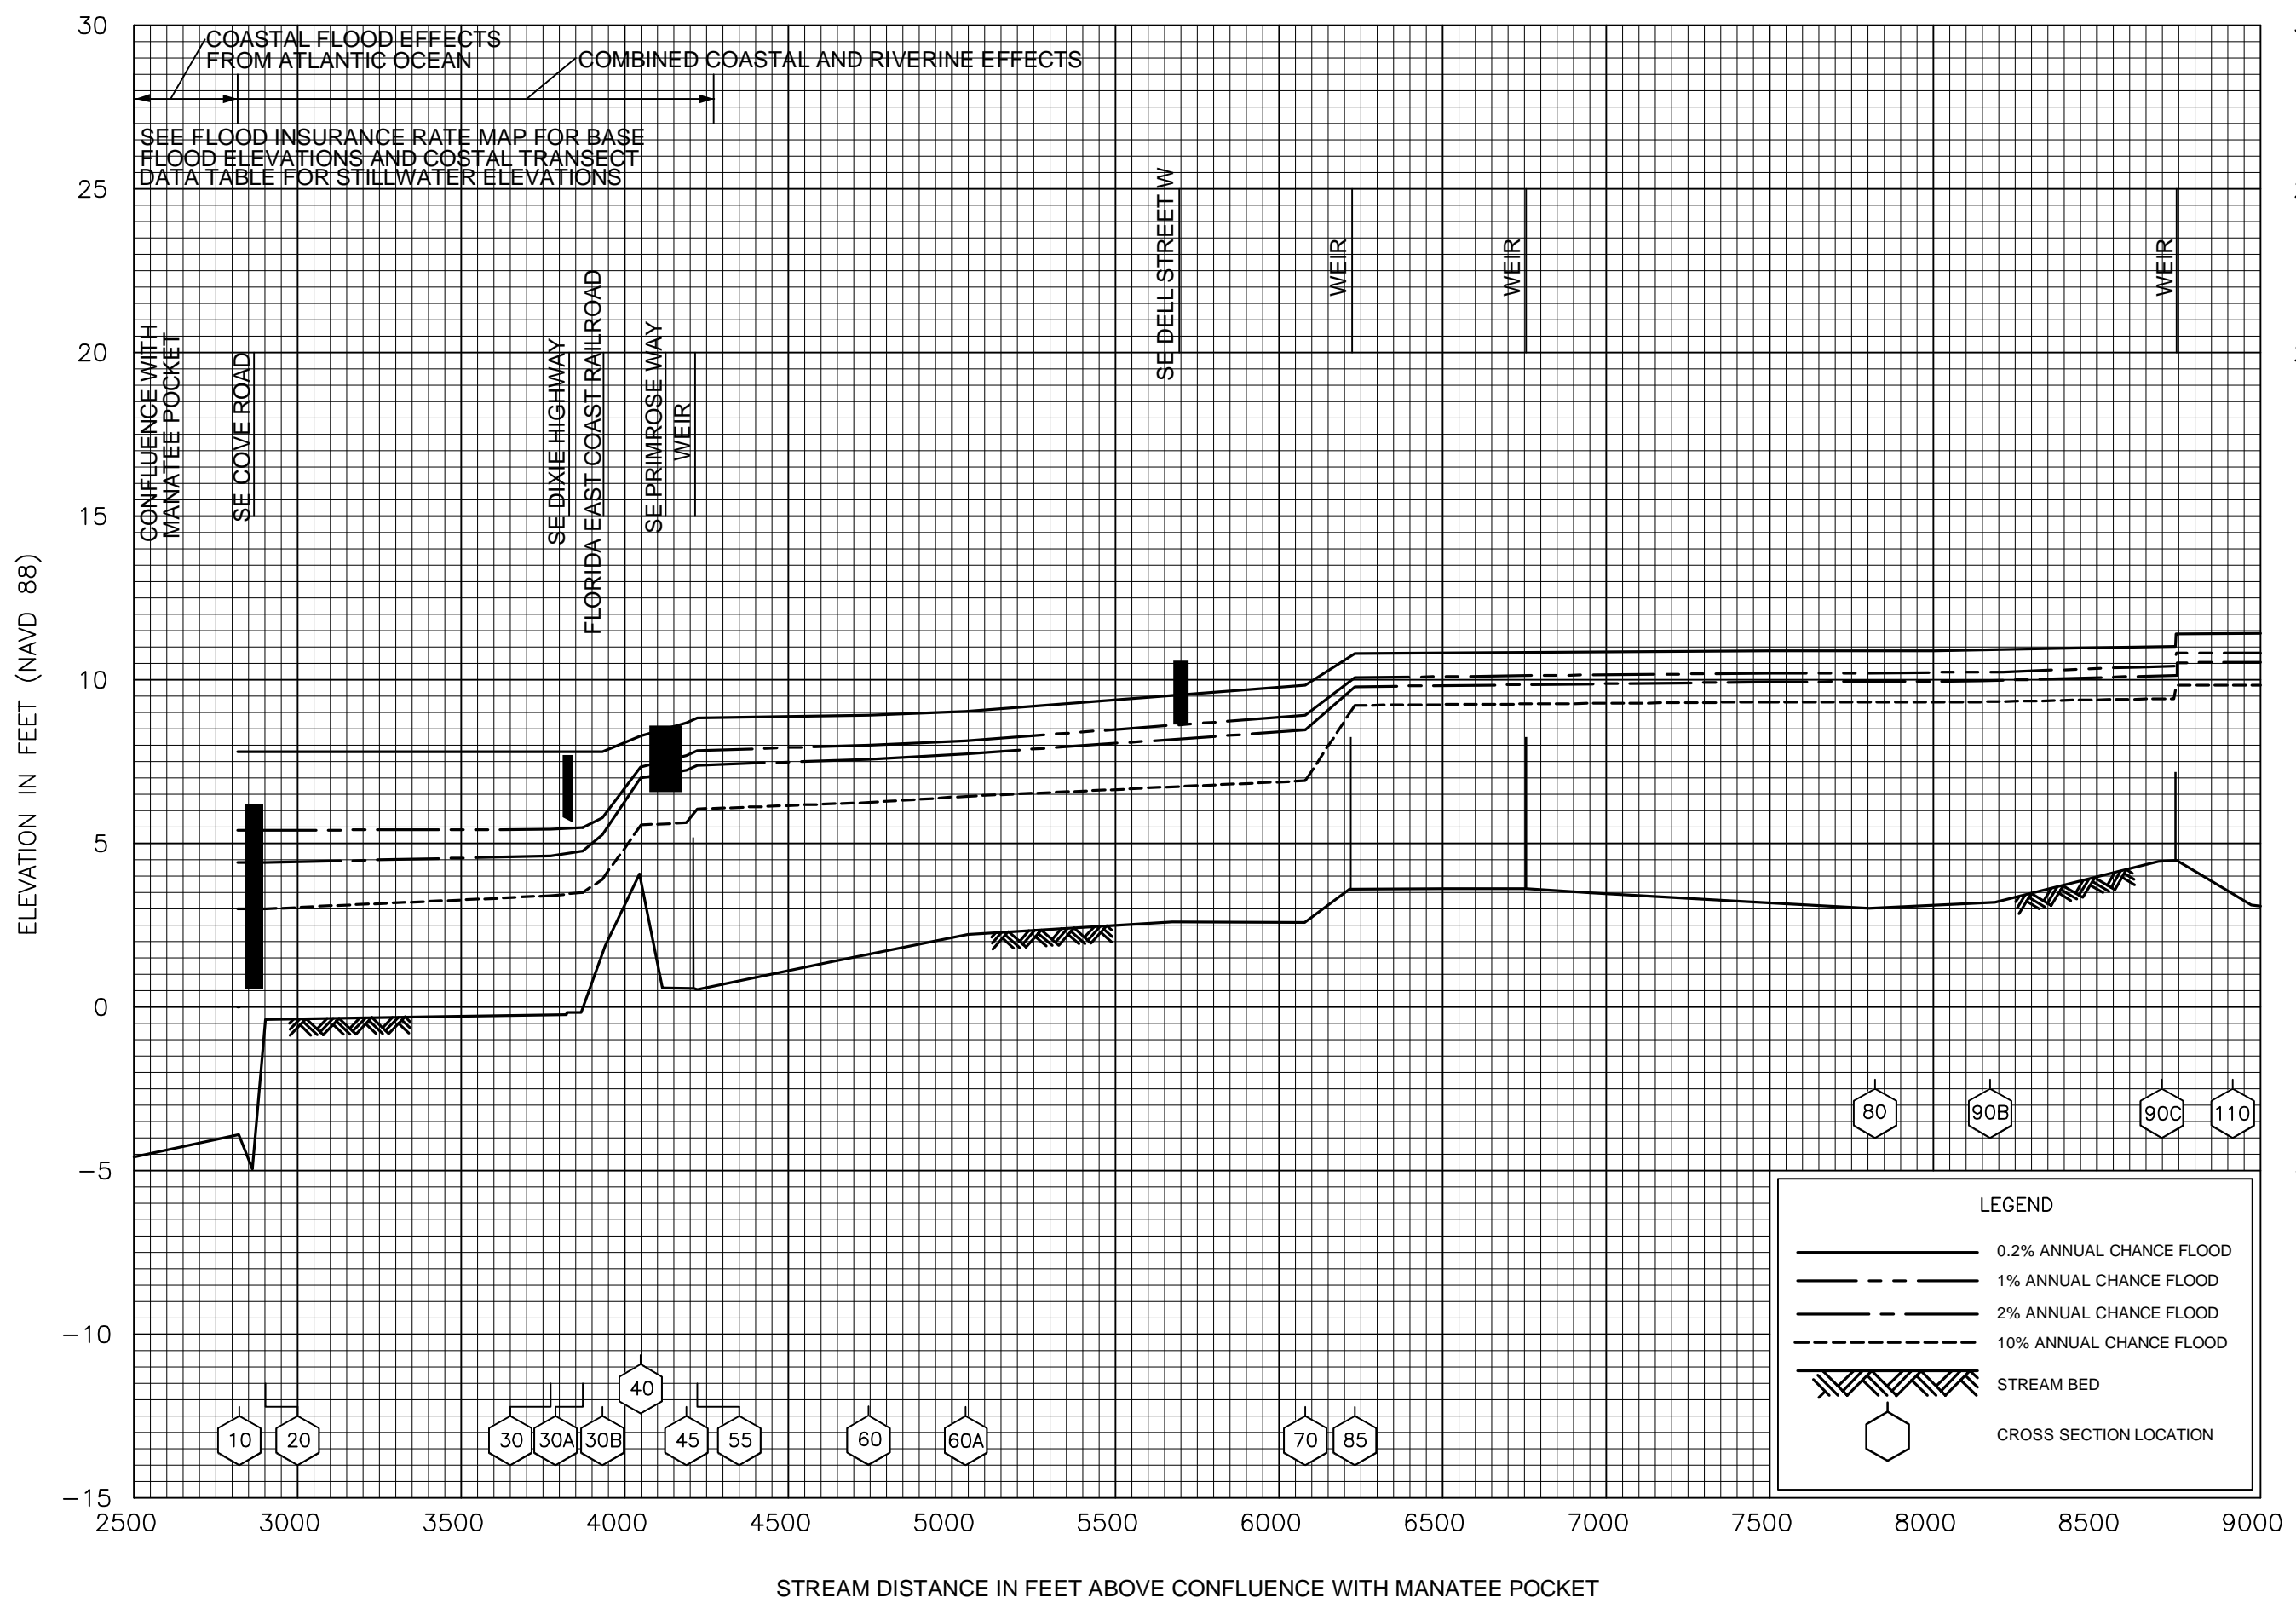 COASTAL FLOOD EFFECTS
FROM ATLANTIC OCEAN
COMBINED COASTAL AND RIVERINE EFFECTS
SEE FLOOD INSURANCE RATE MAP FOR BASE
FLOOD ELEVATIONS AND COSTAL TRANSECT
DATA TABLE FOR STILLWATER ELEVATIONS
CONFLUENCE WITH
MANATEE POCKET
SE COVE ROAD
SE DIXIE HIGHWAY
FLORIDA EAST COAST RAILROAD
SE PRIMROSE WAY
WEIR
SE DELL STREET W
WEIR
WEIR
WEIR
ELEVATION IN FEET (NAVD 88)
30
25
20
15
10
5
0
-5
-10
-15
80
90B
90C
110
10
20
30
30A
30B
40
45
55
60
60A
70
85
LEGEND
0.2% ANNUAL CHANCE FLOOD
1% ANNUAL CHANCE FLOOD
2% ANNUAL CHANCE FLOOD
10% ANNUAL CHANCE FLOOD
STREAM BED
CROSS SECTION LOCATION
2500
3000
3500
4000
4500
5000
5500
6000
6500
7000
7500
8000
8500
9000
STREAM DISTANCE IN FEET ABOVE CONFLUENCE WITH MANATEE POCKET